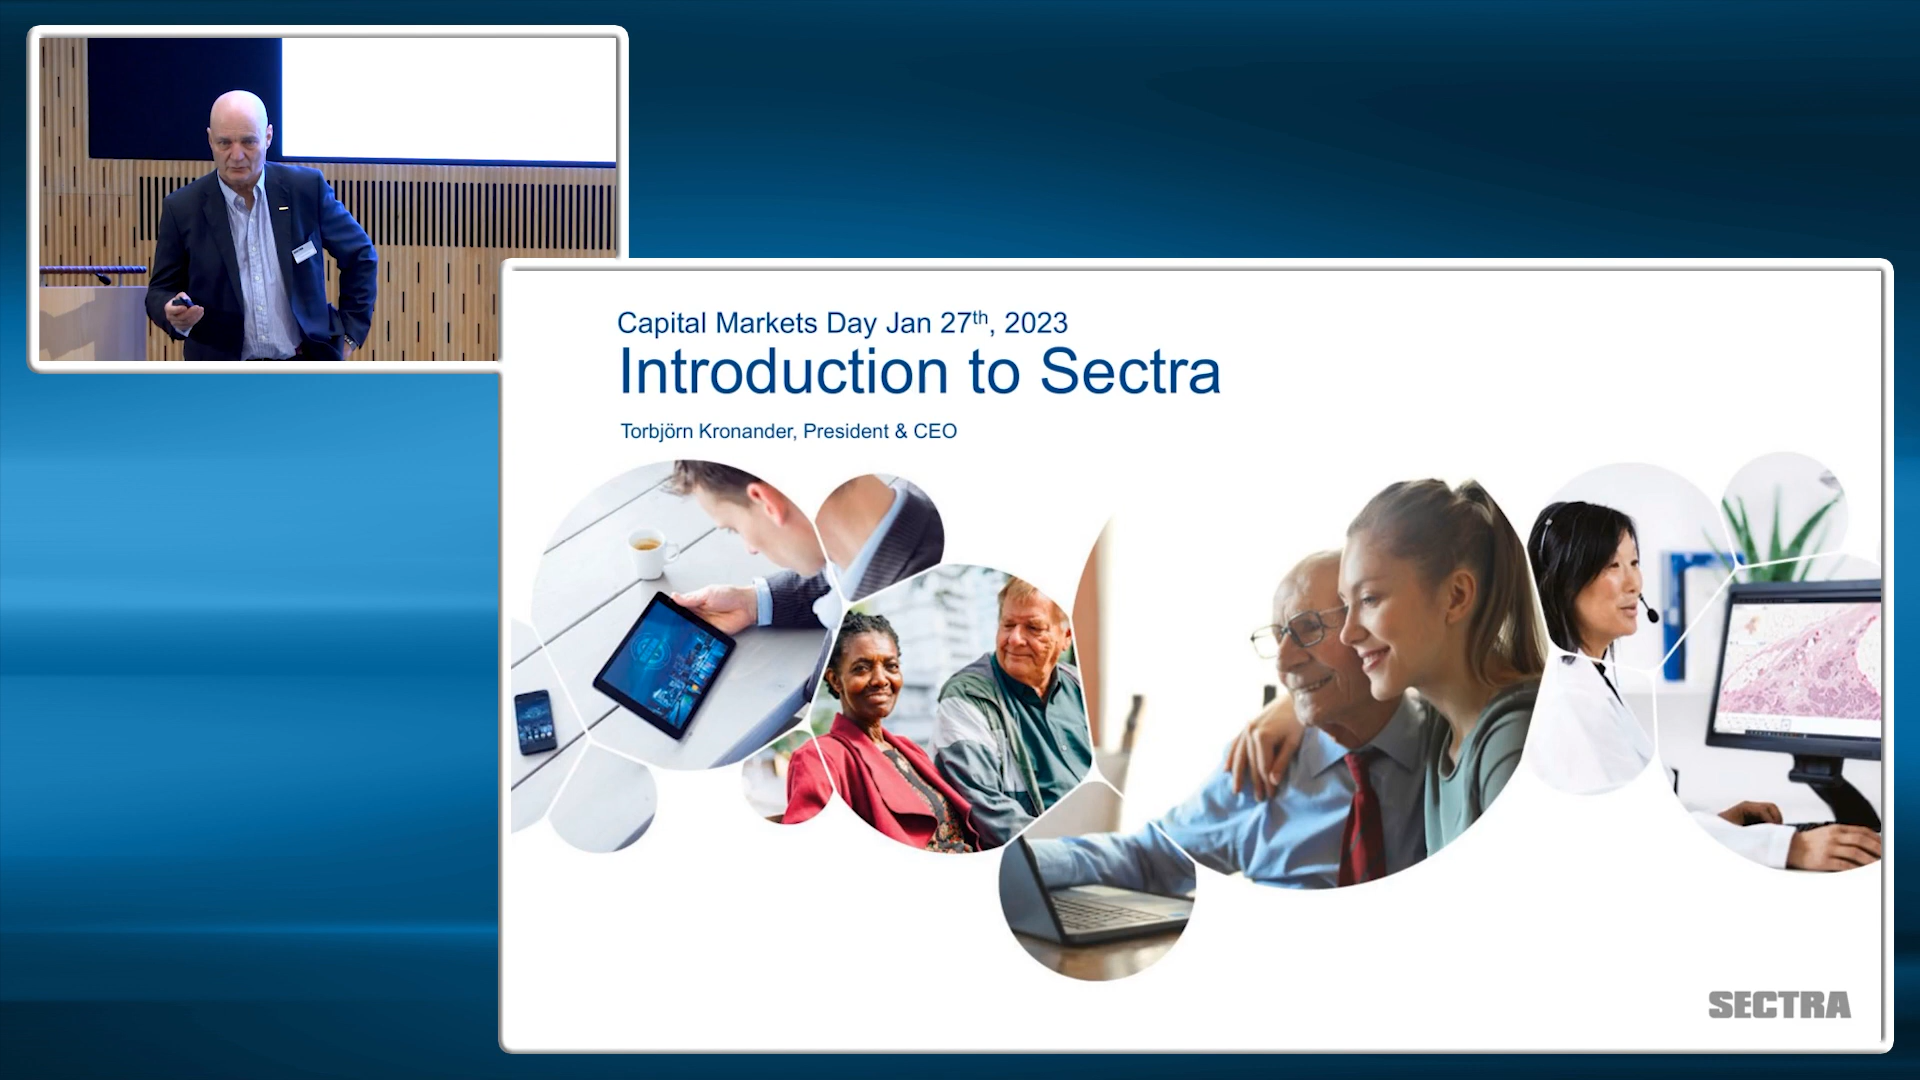 Capital Markets Day Jan 27th, 2023
Introduction to Sectra
Torbjörn Kronander, President & CEO
SECTRA